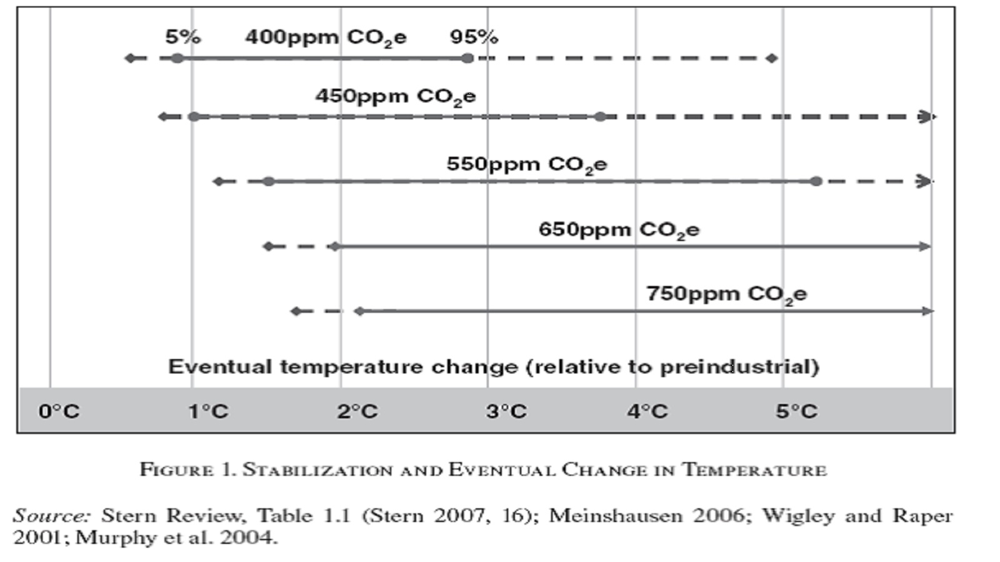 5% 400ppm CO₂e 95%
450ppm CO₂e
550ppm CO₂e
650ppm CO₂e
750ppm CO₂e
Eventual temperature change (relative to preindustrial)
0°C 1°C 2°C 3°C 4°C 5°C
Figure 1. Stabilization and Eventual Change in Temperature
Source: Stern Review, Table 1.1 (Stern 2007, 16); Meinshausen 2006; Wigley and Raper
2001; Murphy et al. 2004.